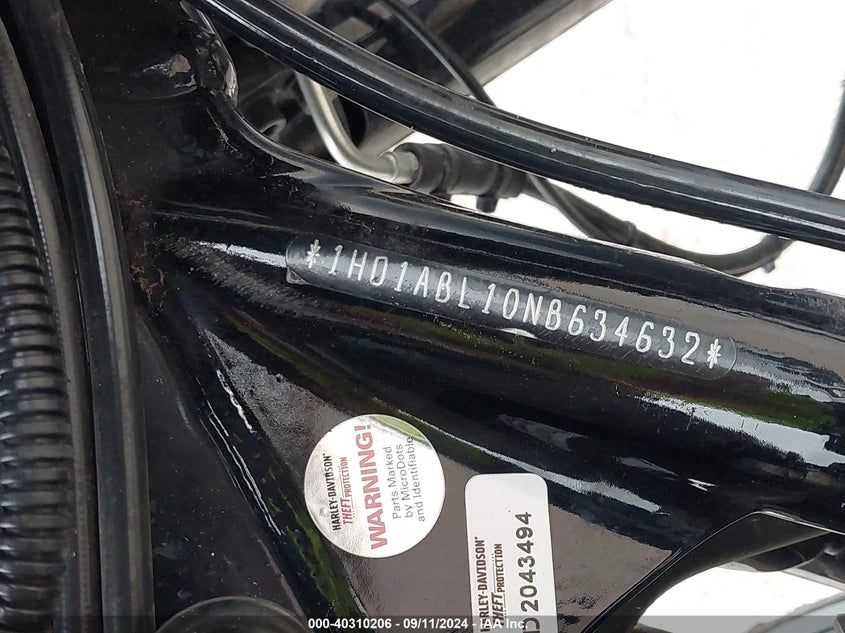 *1HD1ABL10NB634632*
HARLEY-DAVIDSON'
THEFT PROTECTION
WARNING!
Parts Marked
by MicroDots
and Identifiable
HARLEY-DAVIDSON'
THEFT PROTECTION
D2043494
000-40310206 - 09/11/2024 - IAA Inc.